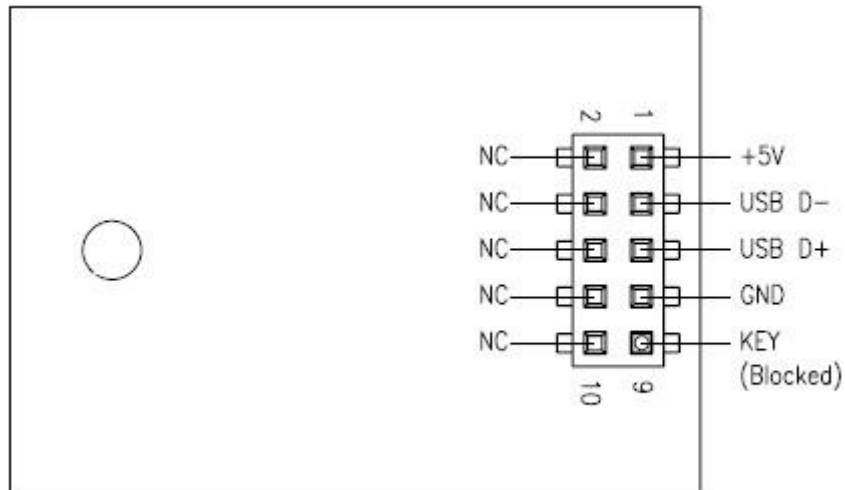 2 1
NC +5V
NC USB D-
NC USB D+
NC GND
NC KEY
(Blocked)
10 9